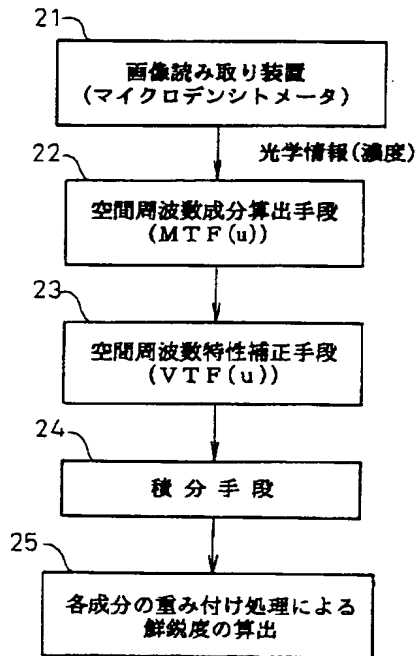 21
画像読み取り装置
(マイクロデンシトメータ)
光学情報(濃度)
22
空間周波数成分算出手段
(MTF(u))
23
空間周波数特性補正手段
(VTF(u))
24
積分手段
25
各成分の重み付け処理による
鮮鋭度の算出